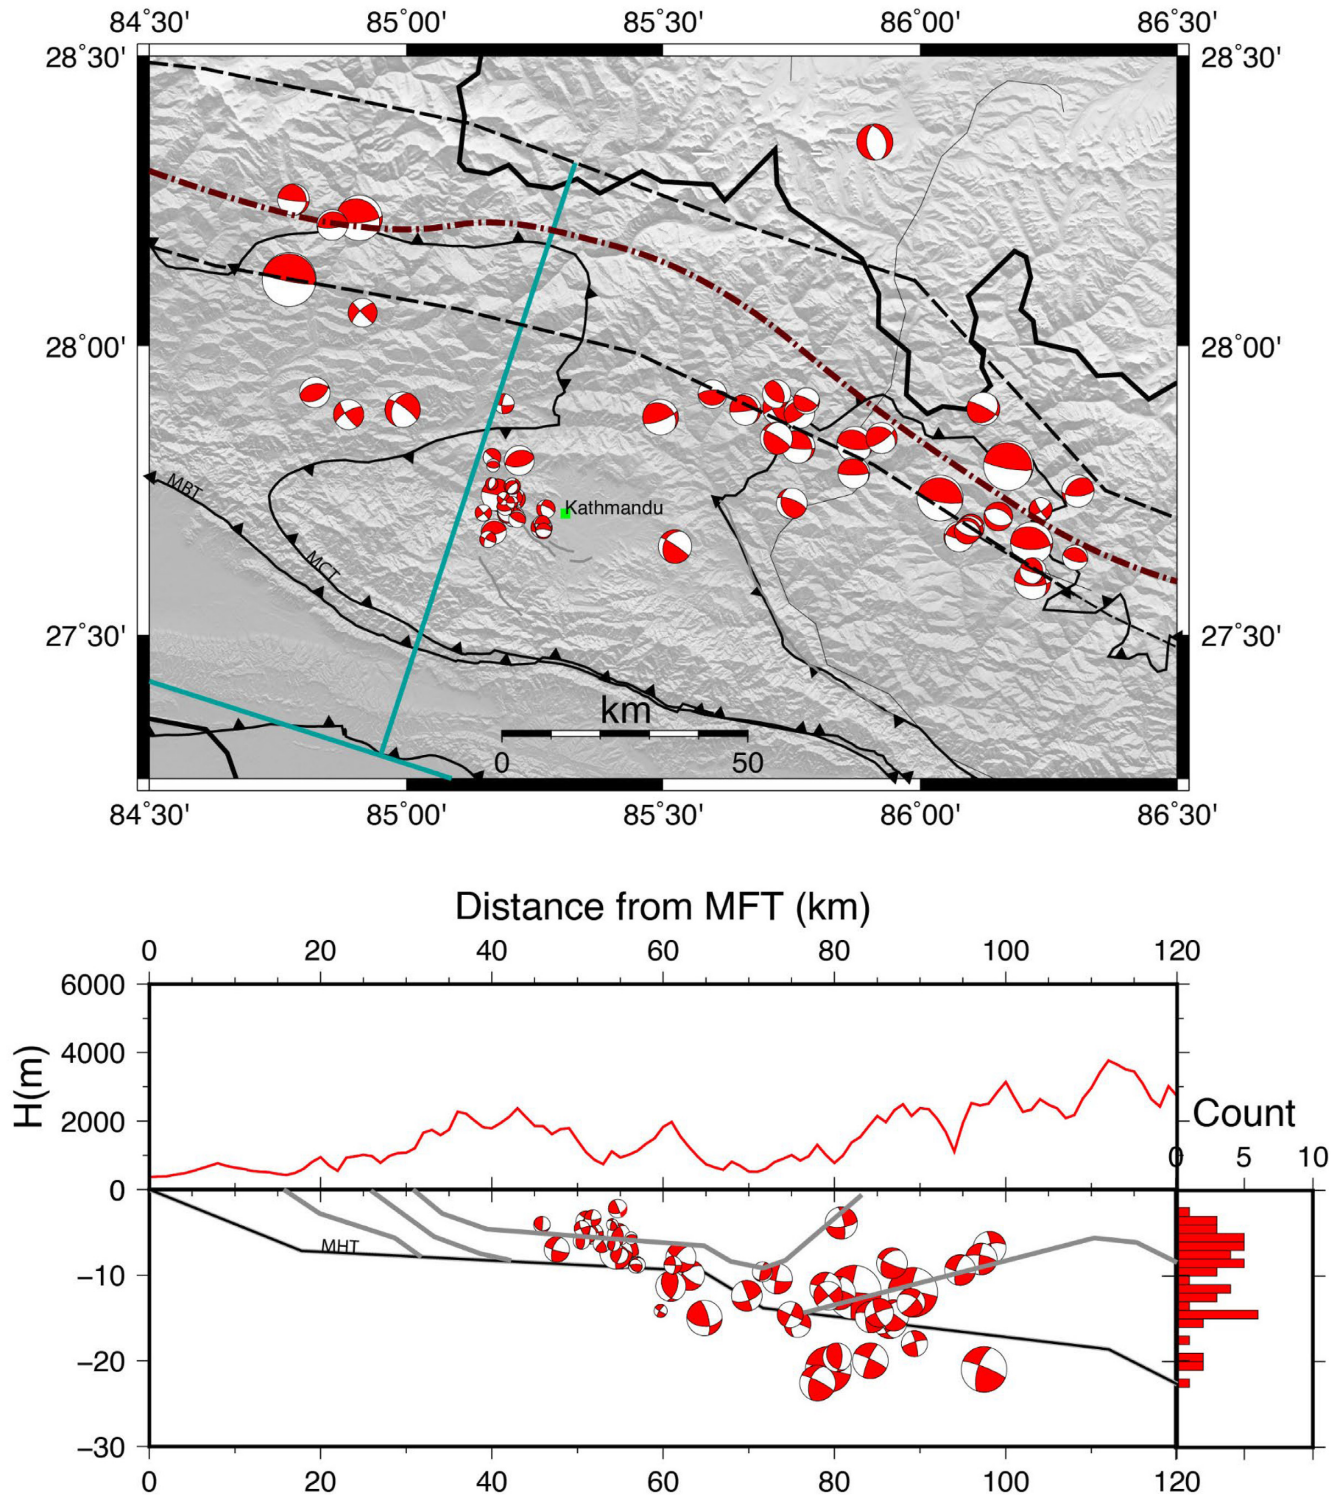 84˚30' 85˚00' 85˚30' 86˚00' 86˚30'
28˚30' 28˚30'
28˚00' 28˚00'
MBT
Kathmandu
MCT
27˚30' 27˚30'
km
0 50
84˚30' 85˚00' 85˚30' 86˚00' 86˚30'
Distance from MFT (km)
0 20 40 60 80 100 120
6000
4000
H(m)
2000
Count
0 5 10
0
MHT
−10
−20
−30
0 20 40 60 80 100 120